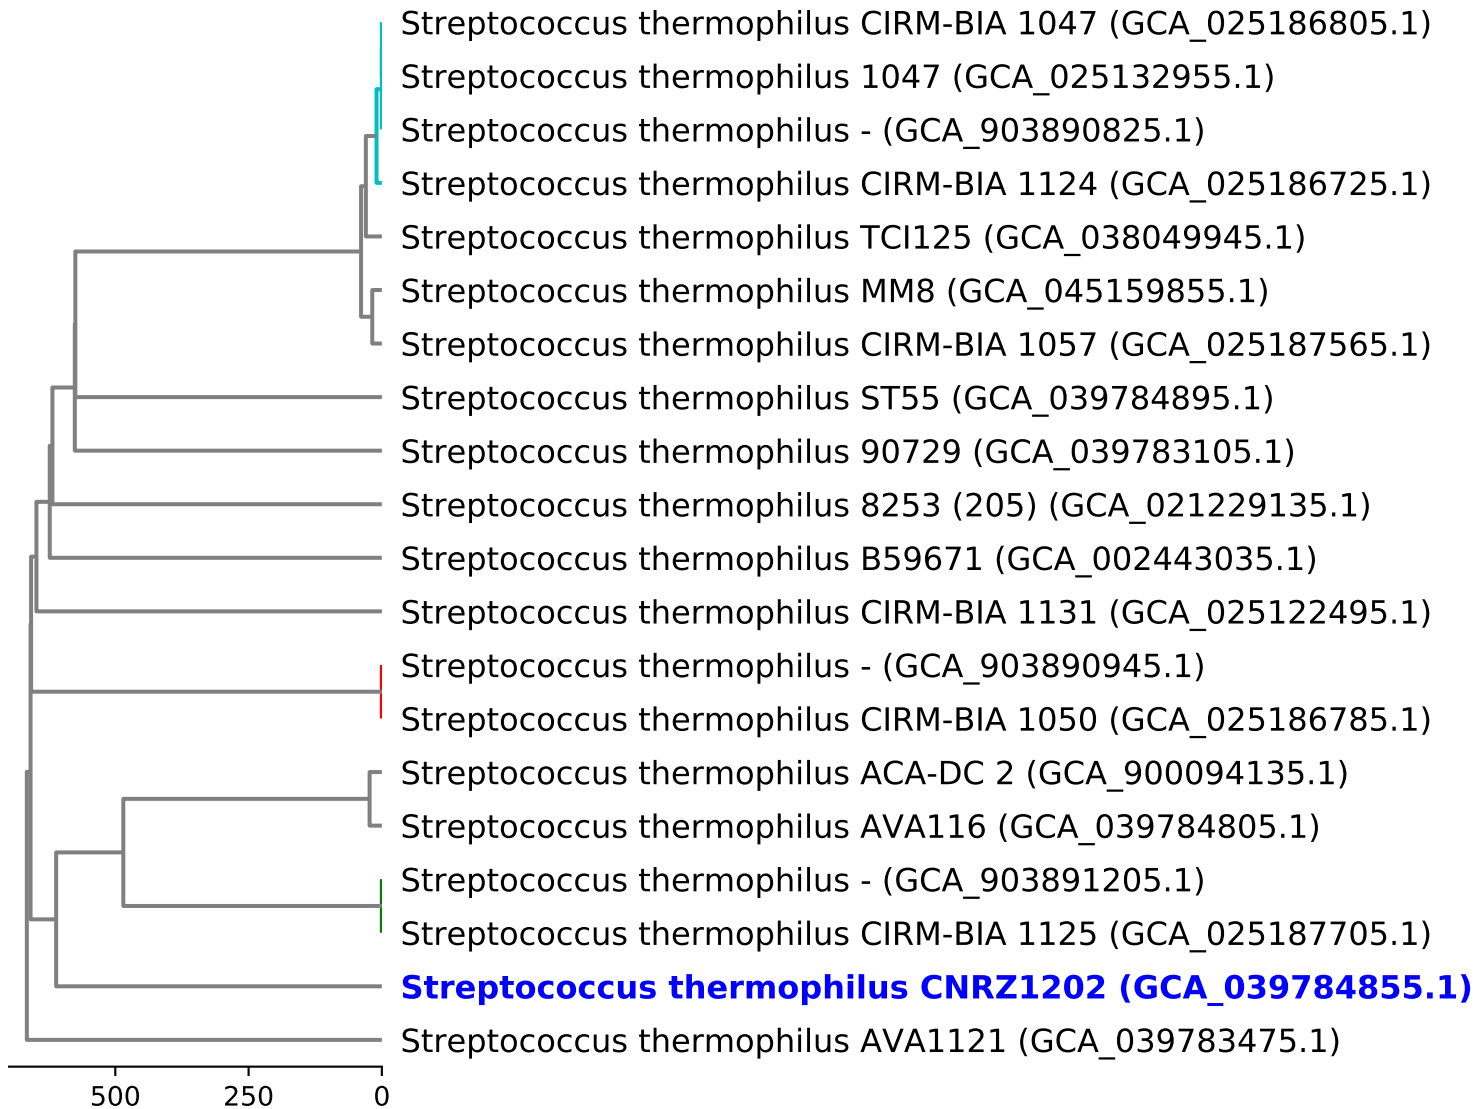 Streptococcus thermophilus CIRM-BIA 1047 (GCA_025186805.1)
Streptococcus thermophilus 1047 (GCA_025132955.1)
Streptococcus thermophilus - (GCA_903890825.1)
Streptococcus thermophilus CIRM-BIA 1124 (GCA_025186725.1)
Streptococcus thermophilus TCI125 (GCA_038049945.1)
Streptococcus thermophilus MM8 (GCA_045159855.1)
Streptococcus thermophilus CIRM-BIA 1057 (GCA_025187565.1)
Streptococcus thermophilus ST55 (GCA_039784895.1)
Streptococcus thermophilus 90729 (GCA_039783105.1)
Streptococcus thermophilus 8253 (205) (GCA_021229135.1)
Streptococcus thermophilus B59671 (GCA_002443035.1)
Streptococcus thermophilus CIRM-BIA 1131 (GCA_025122495.1)
Streptococcus thermophilus - (GCA_903890945.1)
Streptococcus thermophilus CIRM-BIA 1050 (GCA_025186785.1)
Streptococcus thermophilus ACA-DC 2 (GCA_900094135.1)
Streptococcus thermophilus AVA116 (GCA_039784805.1)
Streptococcus thermophilus - (GCA_903891205.1)
Streptococcus thermophilus CIRM-BIA 1125 (GCA_025187705.1)
Streptococcus thermophilus CNRZ1202 (GCA_039784855.1)
Streptococcus thermophilus AVA1121 (GCA_039783475.1)
500 250 0